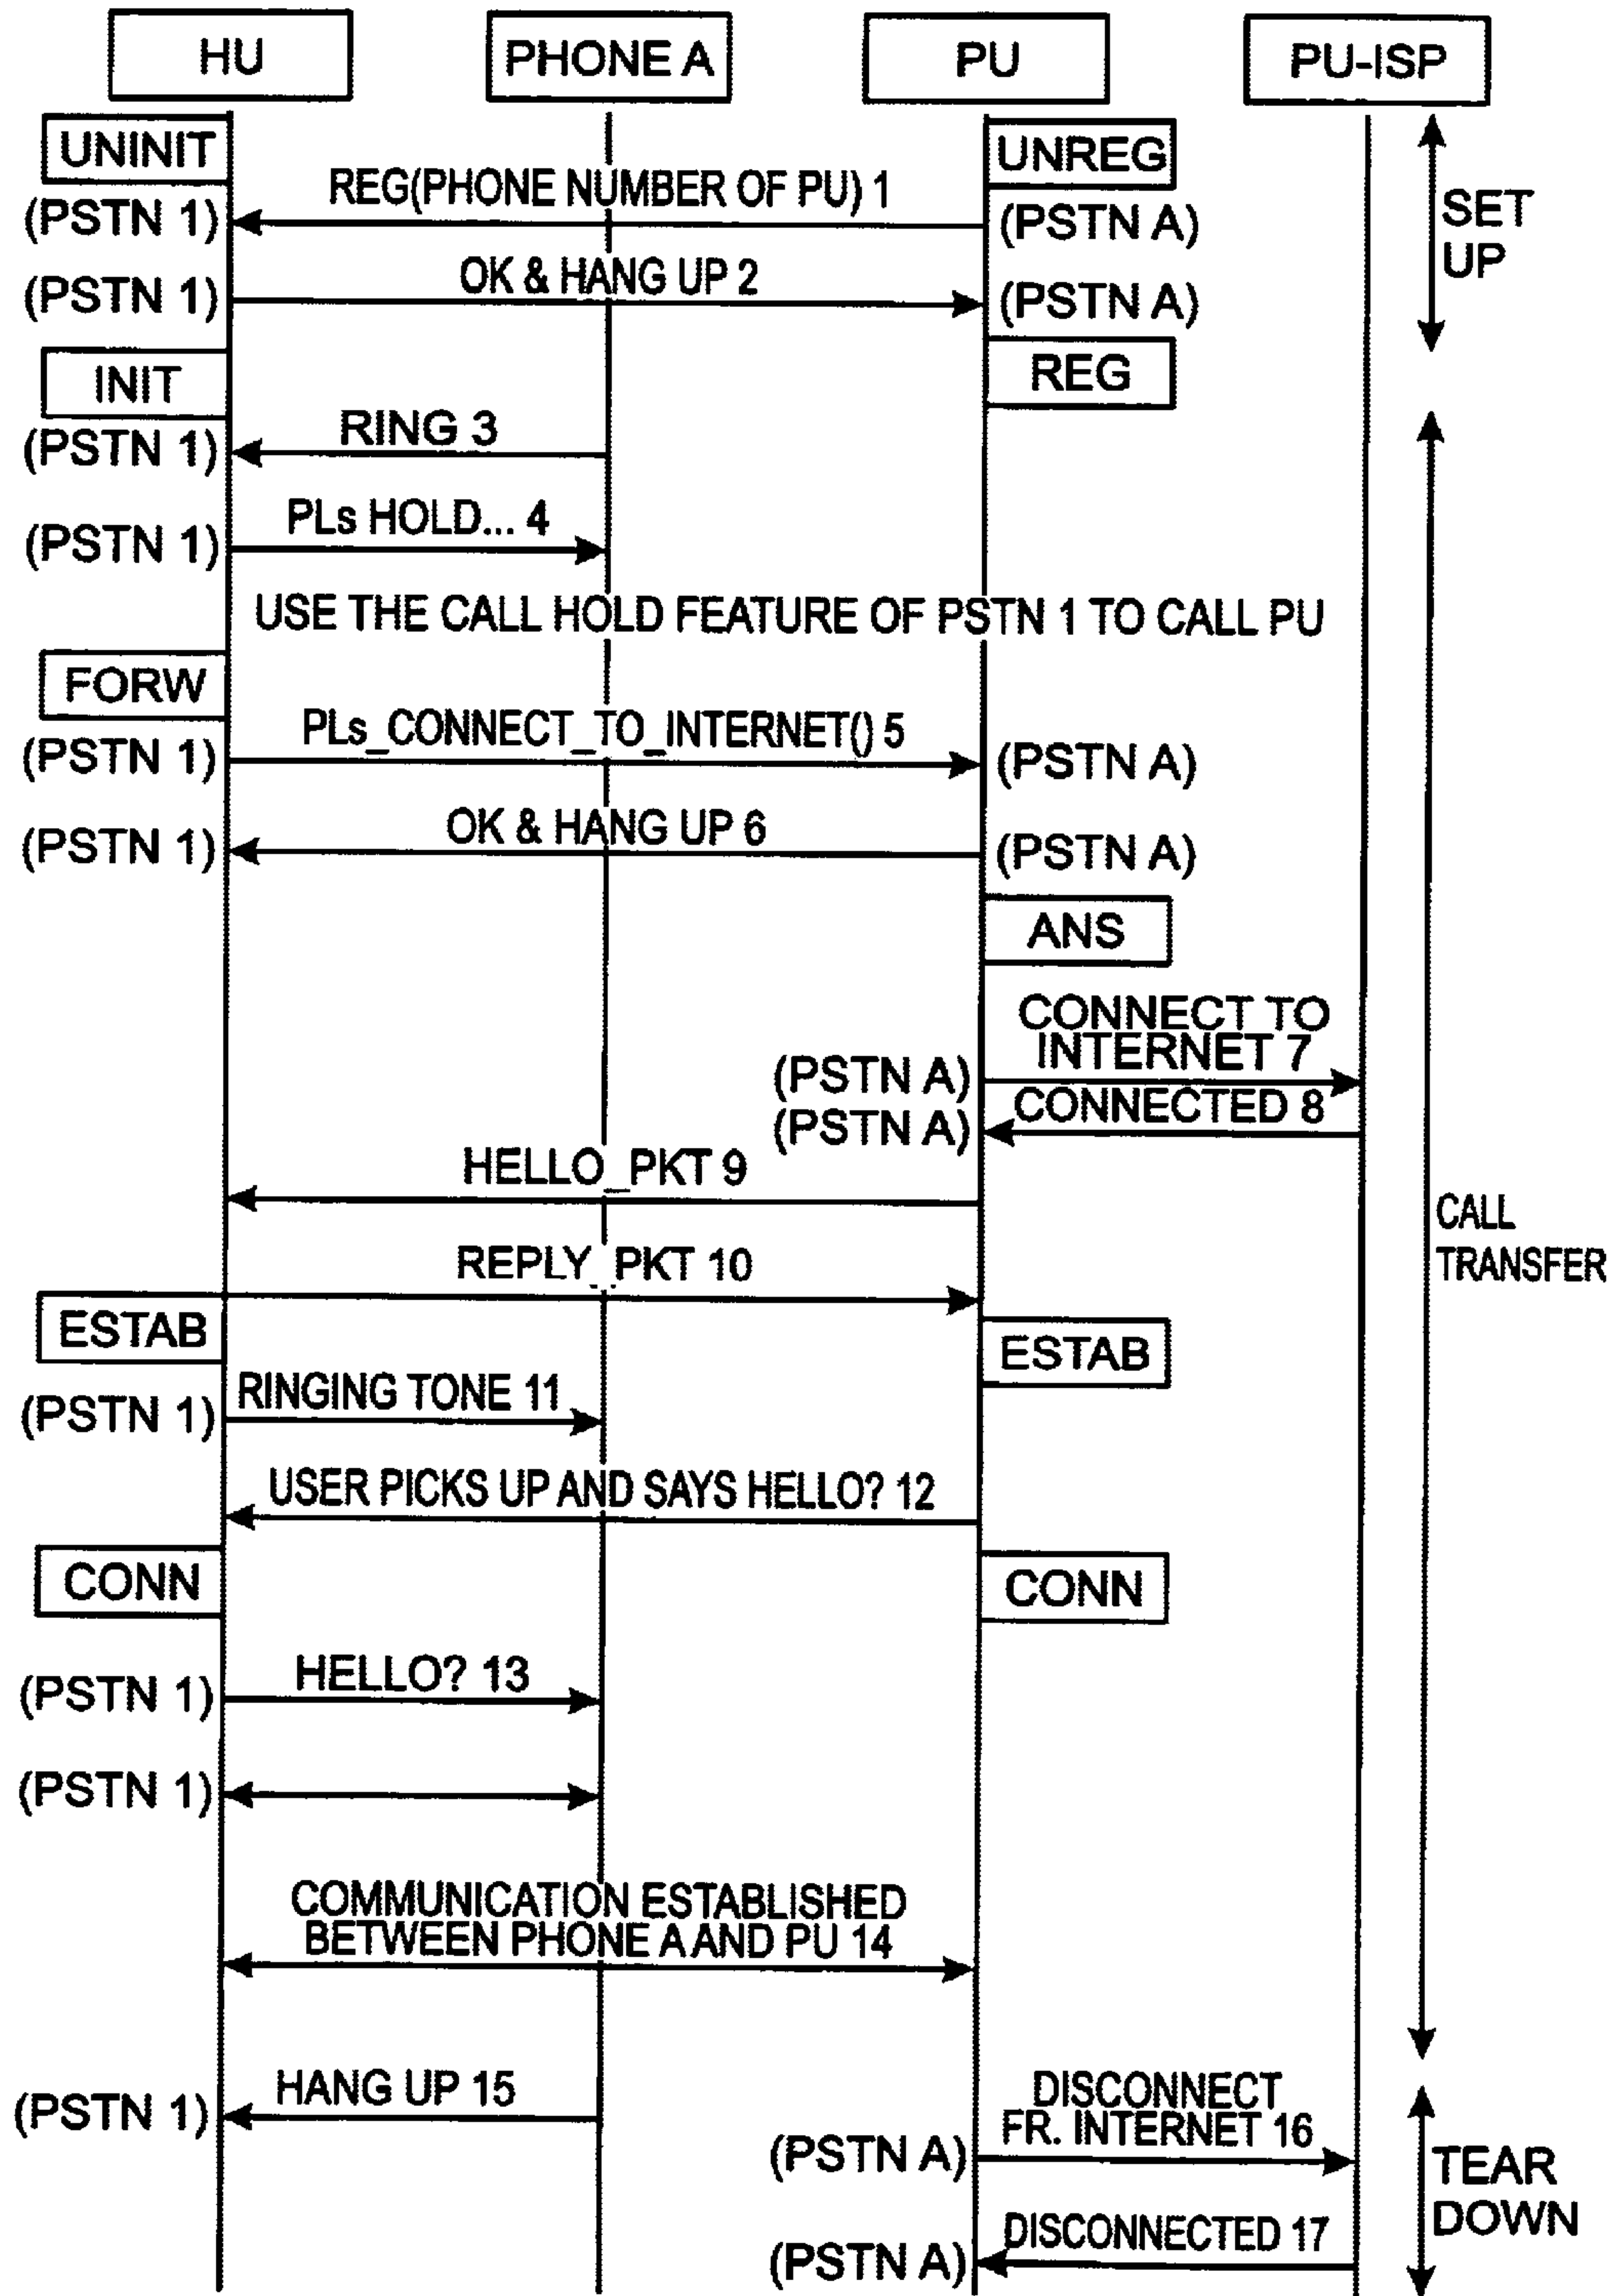 HU
PHONE A
PU
PU-ISP
UNINIT
UNREG
REG(PHONE NUMBER OF PU) 1
(PSTN 1)
(PSTN A)
SET
UP
OK & HANG UP 2
(PSTN 1)
(PSTN A)
INIT
REG
RING 3
(PSTN 1)
PLs HOLD... 4
(PSTN 1)
USE THE CALL HOLD FEATURE OF PSTN 1 TO CALL PU
FORW
PLs_CONNECT_TO_INTERNET() 5
(PSTN 1)
(PSTN A)
OK & HANG UP 6
(PSTN 1)
(PSTN A)
ANS
CONNECT TO
INTERNET 7
(PSTN A)
CONNECTED 8
(PSTN A)
HELLO_PKT 9
CALL
TRANSFER
REPLY_PKT 10
ESTAB
ESTAB
RINGING TONE 11
(PSTN 1)
USER PICKS UP AND SAYS HELLO? 12
CONN
CONN
HELLO? 13
(PSTN 1)
(PSTN 1)
COMMUNICATION ESTABLISHED
BETWEEN PHONE A AND PU 14
HANG UP 15
(PSTN 1)
DISCONNECT
FR. INTERNET 16
(PSTN A)
TEAR
DOWN
DISCONNECTED 17
(PSTN A)